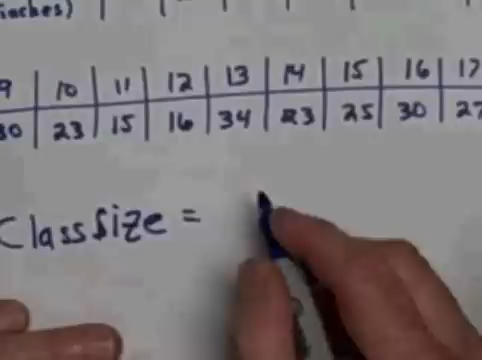 inches)
9 10 11 12 13 14 15 16 17
30 23 15 16 34 23 25 30 27
Class Size =